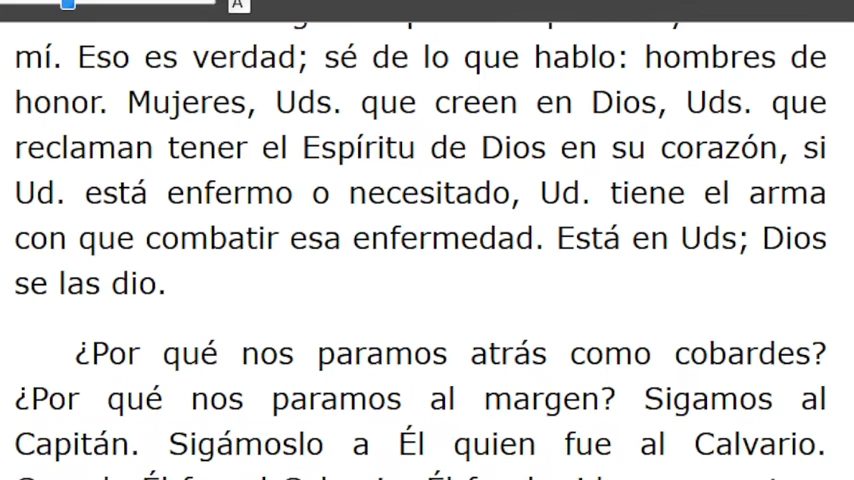 A
mí. Eso es verdad; sé de lo que hablo: hombres de
honor. Mujeres, Uds. que creen en Dios, Uds. que
reclaman tener el Espíritu de Dios en su corazón, si
Ud. está enfermo o necesitado, Ud. tiene el arma
con que combatir esa enfermedad. Está en Uds; Dios
se las dio.
¿Por qué nos paramos atrás como cobardes?
¿Por qué nos paramos al margen? Sigamos al
Capitán. Sigámoslo a Él quien fue al Calvario.